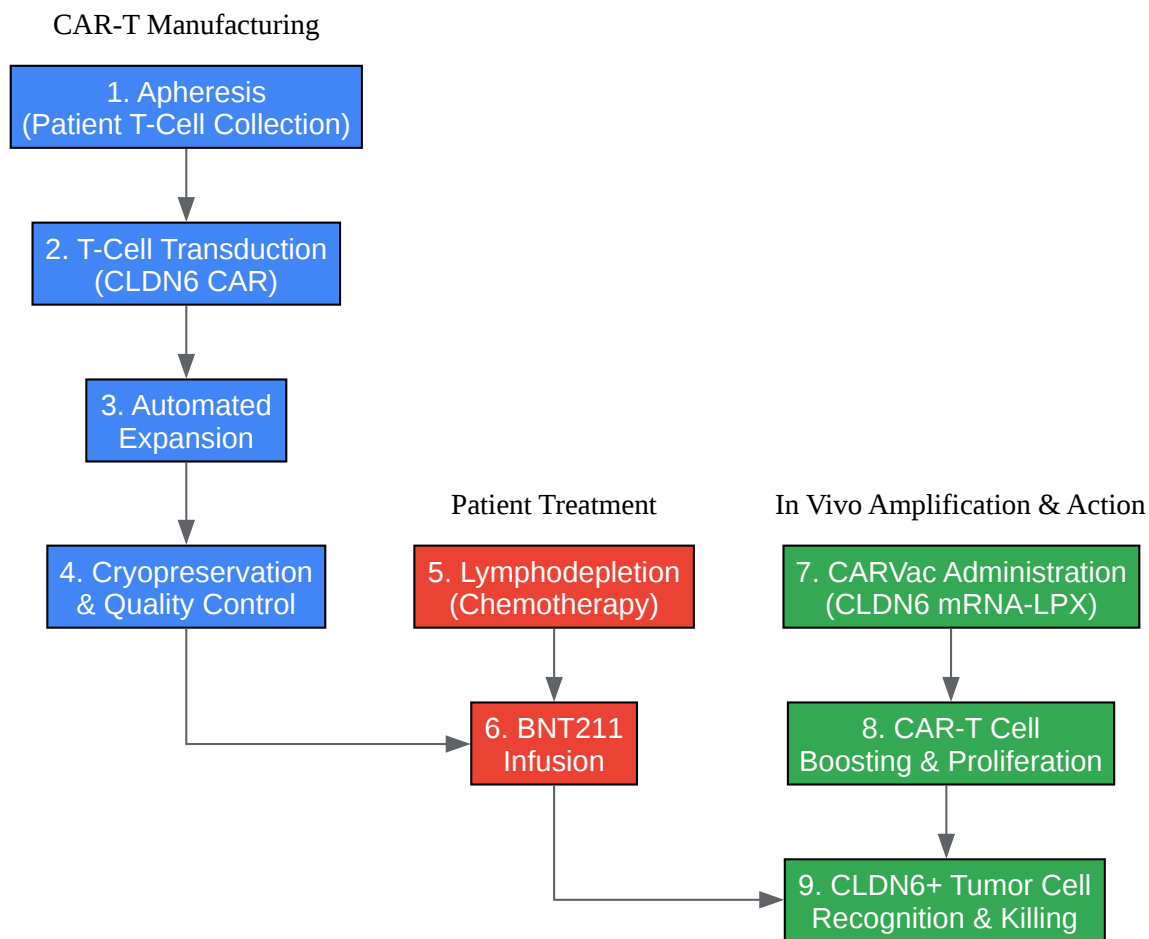 CAR-T Manufacturing
1. Apheresis
(Patient T-Cell Collection)
2. T-Cell Transduction
(CLDN6 CAR)
3. Automated
Expansion
4. Cryopreservation
& Quality Control
Patient Treatment
5. Lymphodepletion
(Chemotherapy)
6. BNT211
Infusion
In Vivo Amplification & Action
7. CARVac Administration
(CLDN6 mRNA-LPX)
8. CAR-T Cell
Boosting & Proliferation
9. CLDN6+ Tumor Cell
Recognition & Killing